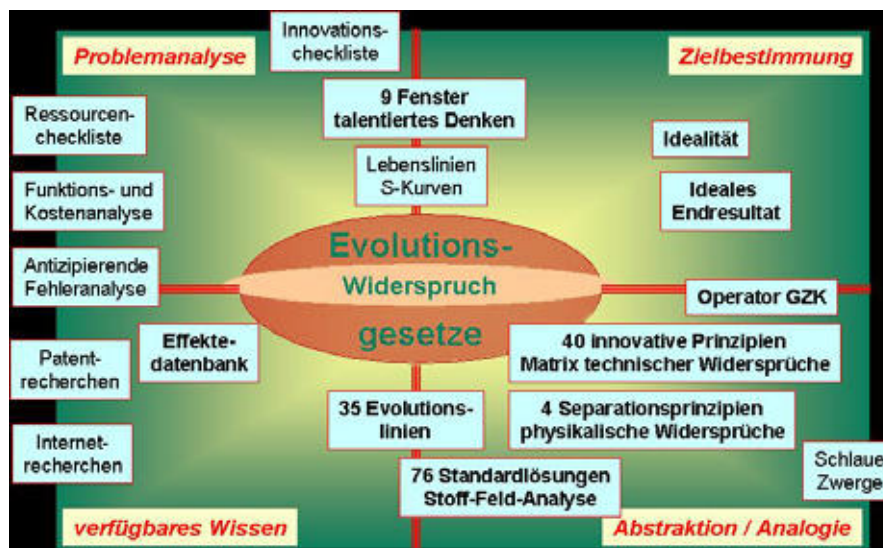 Innovations-
checkliste
Problemanalyse
Zielbestimmung
9 Fenster
talentiertes Denken
Ressourcen-
checkliste
Idealität
Lebenslinien
S-Kurven
Funktions- und
Kostenanalyse
Ideales
Endresultat
Evolutions-
Widerspruch
gesetze
Antizipierende
Fehleranalyse
Operator GZK
Effekte-
datenbank
40 innovative Prinzipien
Matrix technischer Widersprüche
Patent-
recherchen
35 Evolutions-
linien
4 Separationsprinzipien
physikalische Widersprüche
Internet-
recherchen
Schlaue
Zwerge
76 Standardlösungen
Stoff-Feld-Analyse
verfügbares Wissen
Abstraktion / Analogie